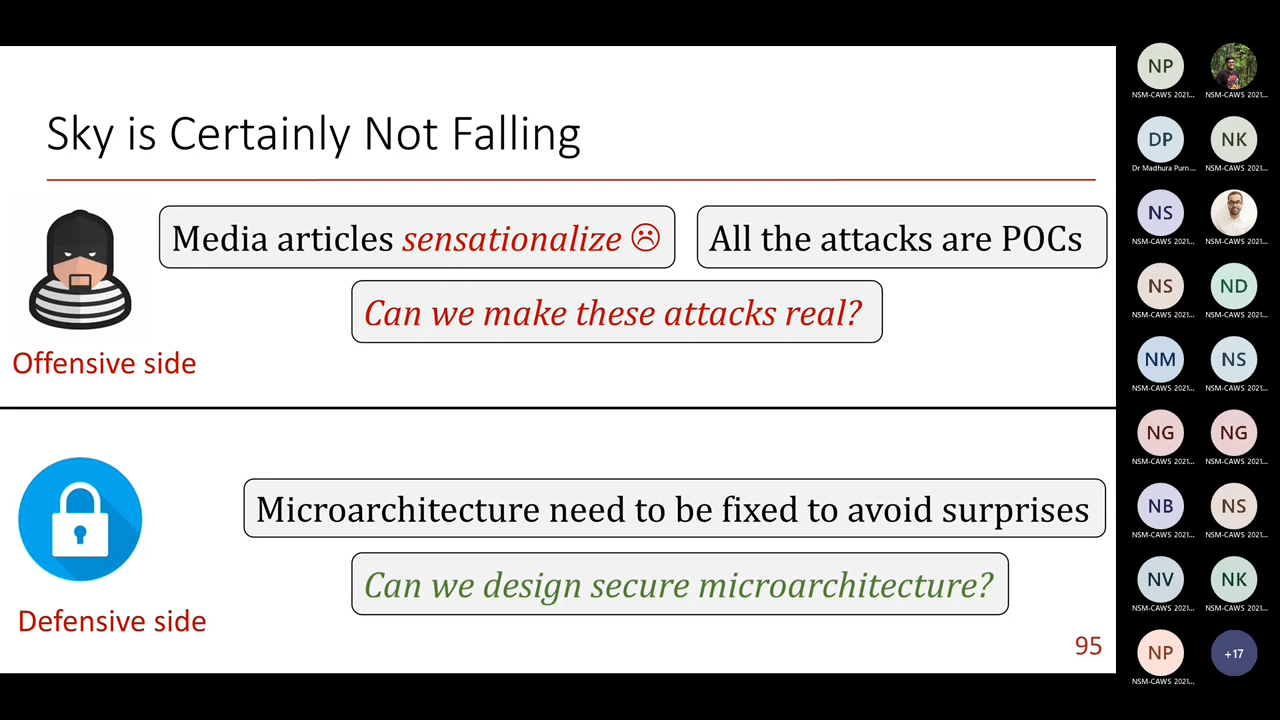 Sky is Certainly Not Falling
Media articles sensationalize ☹
All the attacks are POCs
Can we make these attacks real?
Offensive side
Microarchitecture need to be fixed to avoid surprises
Can we design secure microarchitecture?
Defensive side
95
NP
NSM-CAWS 2021...
NSM-CAWS 2021...
DP
NK
Dr Madhura Purn...
NSM-CAWS 2021...
NS
NSM-CAWS 2021...
NSM-CAWS 2021...
NS
ND
NSM-CAWS 2021...
NSM-CAWS 2021...
NM
NS
NSM-CAWS 2021...
NSM-CAWS 2021...
NG
NG
NSM-CAWS 2021...
NSM-CAWS 2021...
NB
NS
NSM-CAWS 2021...
NSM-CAWS 2021...
NV
NK
NSM-CAWS 2021...
NSM-CAWS 2021...
NP
+17
NSM-CAWS 2021...